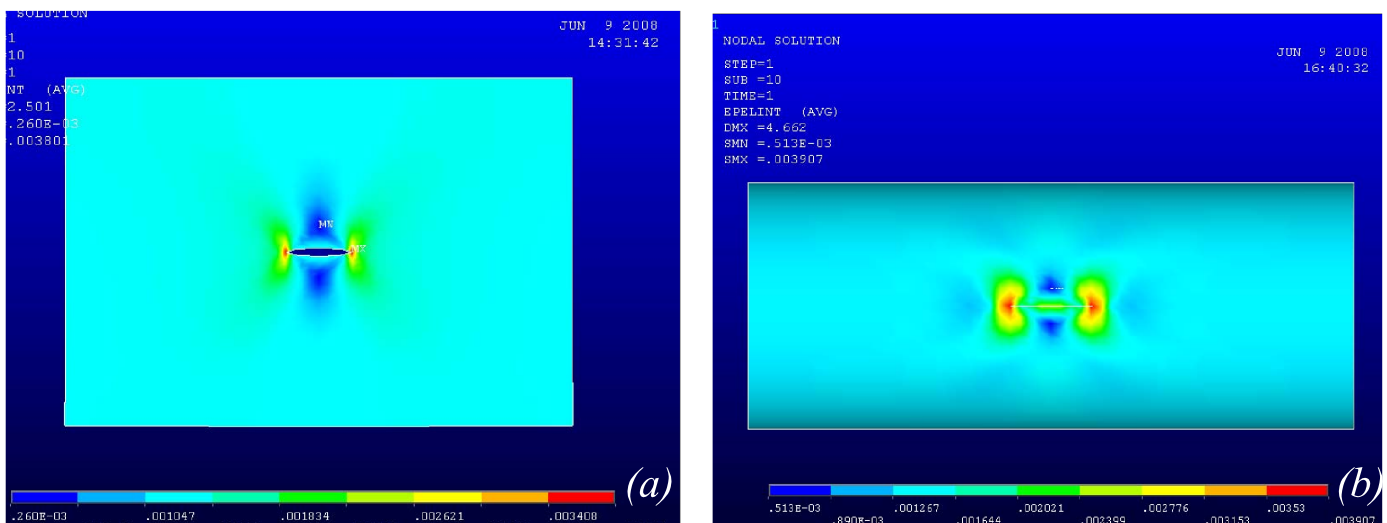 SOLUTION
JUN 9 2008
14:31:42
1
10
1
NT (AVG)
2.501
.260E-03
.003801
MN
MX
.260E-03 .001047 .001834 .002621 .003408
(a)
1
NODAL SOLUTION
JUN 9 2008
16:40:32
STEP=1
SUB =10
TIME=1
EPELINT (AVG)
DMX =4.662
SMN =.513E-03
SMX =.003907
.513E-03 .001267 .002021 .002776 .00353
.890E-03 .001644 .002399 .003153 .003907
(b)